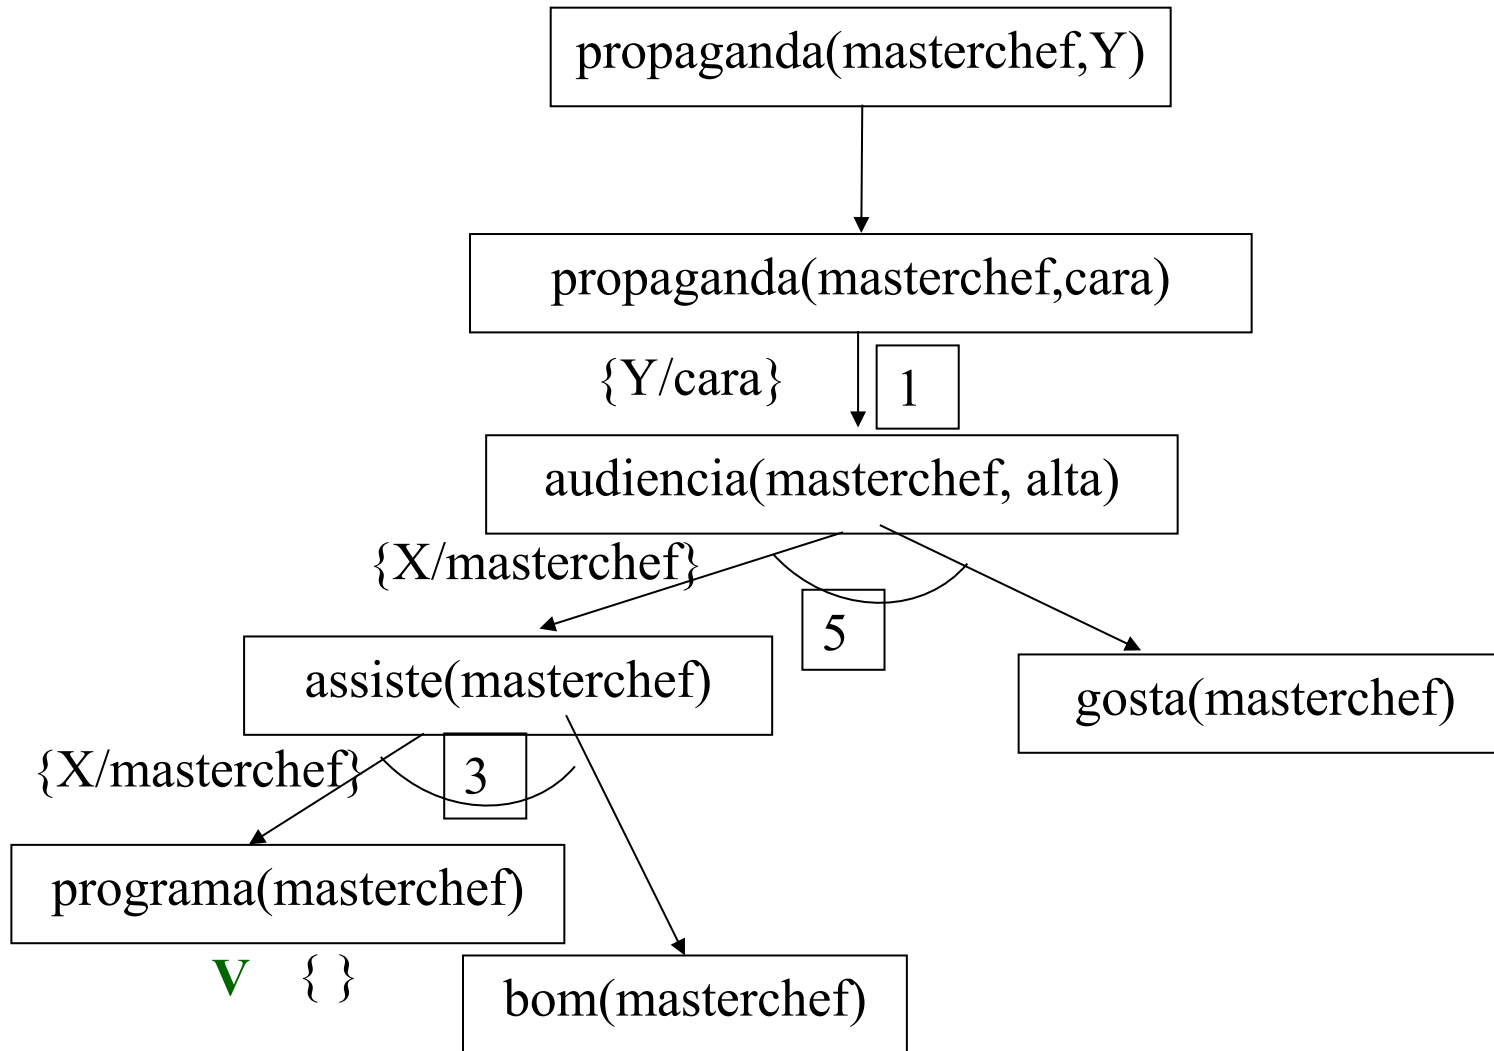 propaganda(masterchef,Y)
propaganda(masterchef,cara)
{Y/cara}
1
audiencia(masterchef, alta)
{X/masterchef}
5
assiste(masterchef)
gosta(masterchef)
{X/masterchef}
3
programa(masterchef)
V { }
bom(masterchef)